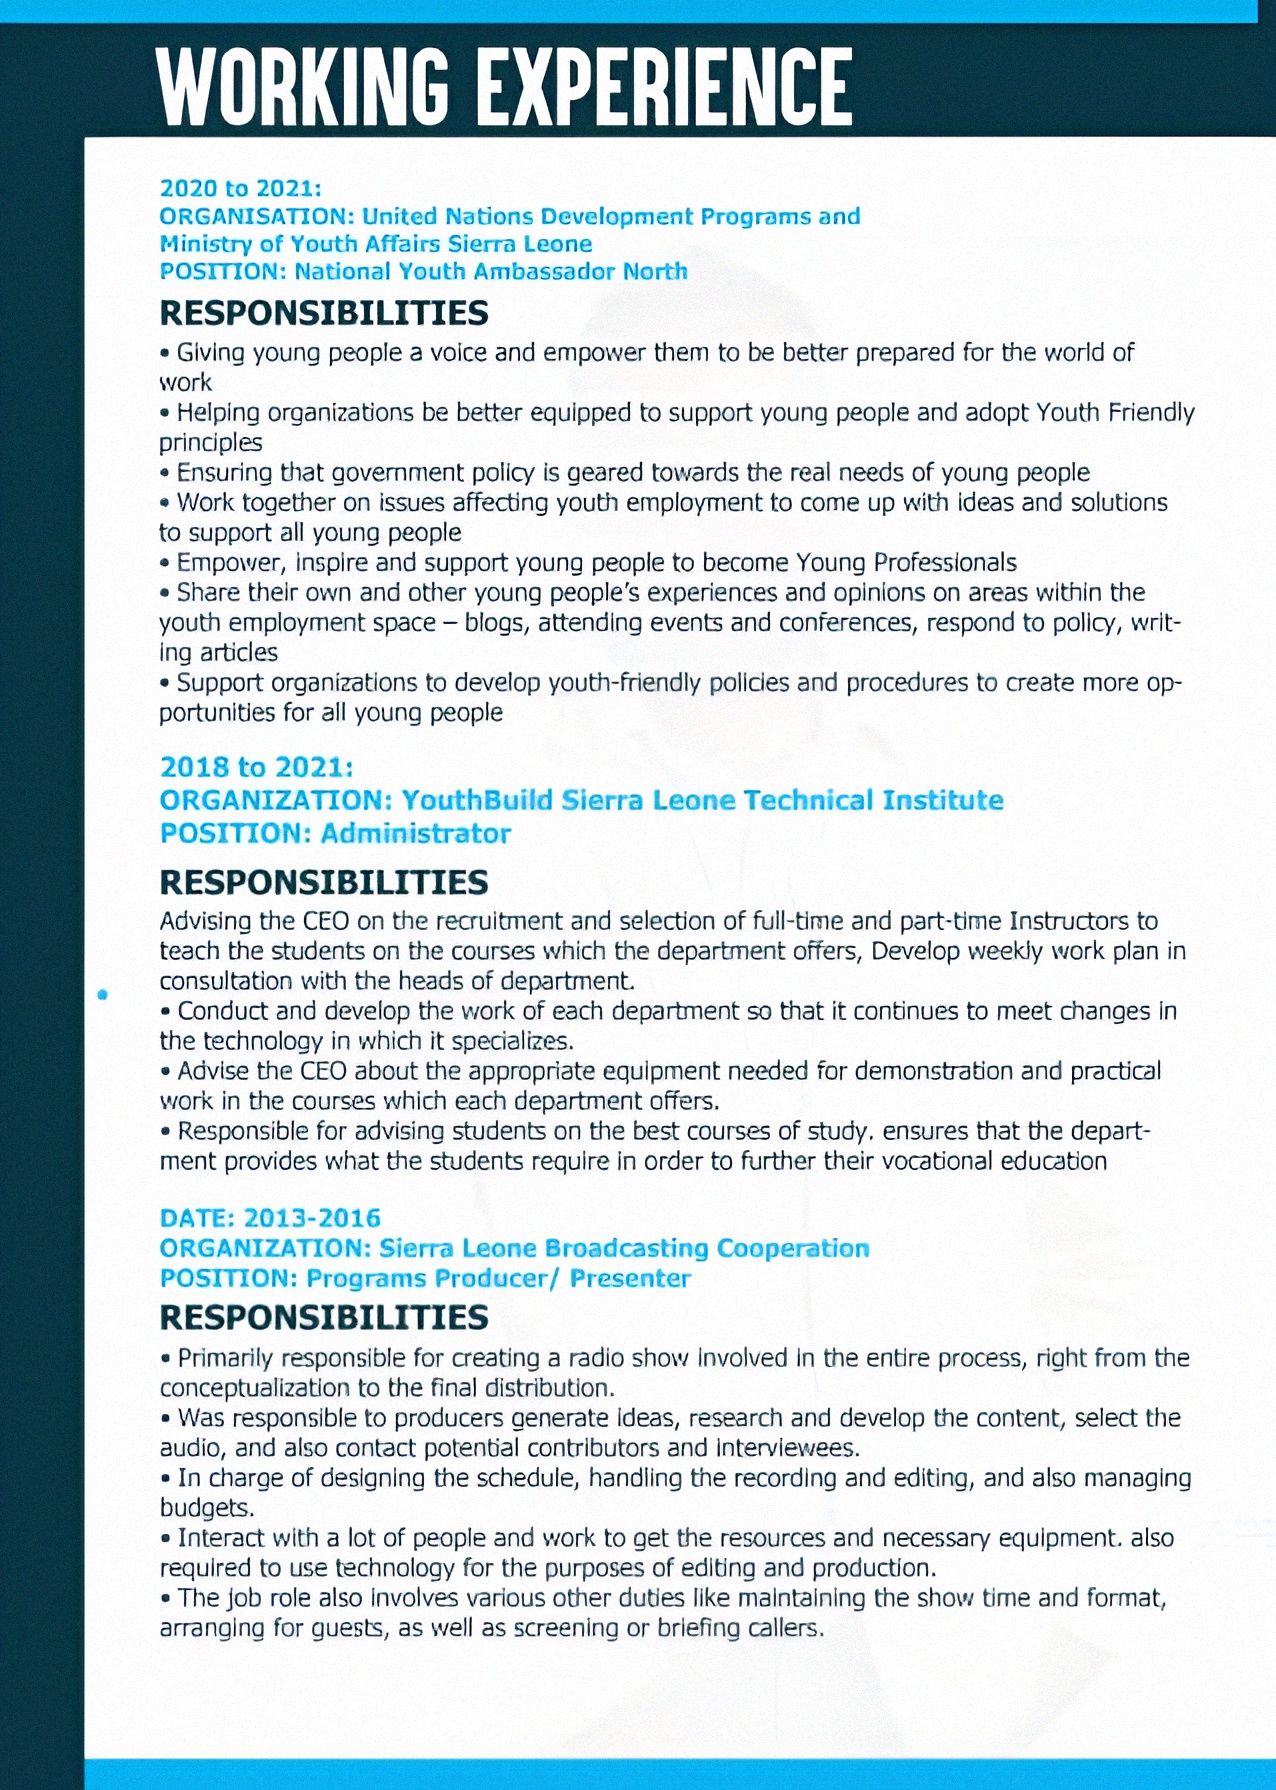 WORKING EXPERIENCE
2020 to 2021:
ORGANISATION: United Nations Development Programs and
Ministry of Youth Affairs Sierra Leone
POSITION: National Youth Ambassador North
RESPONSIBILITIES
• Giving young people a voice and empower them to be better prepared for the world of
work
• Helping organizations be better equipped to support young people and adopt Youth Friendly
principles
• Ensuring that government policy is geared towards the real needs of young people
• Work together on issues affecting youth employment to come up with ideas and solutions
to support all young people
• Empower, inspire and support young people to become Young Professionals
• Share their own and other young people's experiences and opinions on areas within the
youth employment space – blogs, attending events and conferences, respond to policy, writ-
ing articles
• Support organizations to develop youth-friendly policies and procedures to create more op-
portunities for all young people
2018 to 2021:
ORGANIZATION: YouthBuild Sierra Leone Technical Institute
POSITION: Administrator
RESPONSIBILITIES
Advising the CEO on the recruitment and selection of full-time and part-time Instructors to
teach the students on the courses which the department offers, Develop weekly work plan in
consultation with the heads of department.
• Conduct and develop the work of each department so that it continues to meet changes in
the technology in which it specializes.
• Advise the CEO about the appropriate equipment needed for demonstration and practical
work in the courses which each department offers.
• Responsible for advising students on the best courses of study. ensures that the depart-
ment provides what the students require in order to further their vocational education
DATE: 2013-2016
ORGANIZATION: Sierra Leone Broadcasting Cooperation
POSITION: Programs Producer/ Presenter
RESPONSIBILITIES
• Primarily responsible for creating a radio show involved in the entire process, right from the
conceptualization to the final distribution.
• Was responsible to producers generate ideas, research and develop the content, select the
audio, and also contact potential contributors and interviewees.
• In charge of designing the schedule, handling the recording and editing, and also managing
budgets.
• Interact with a lot of people and work to get the resources and necessary equipment. also
required to use technology for the purposes of editing and production.
• The job role also involves various other duties like maintaining the show time and format,
arranging for guests, as well as screening or briefing callers.